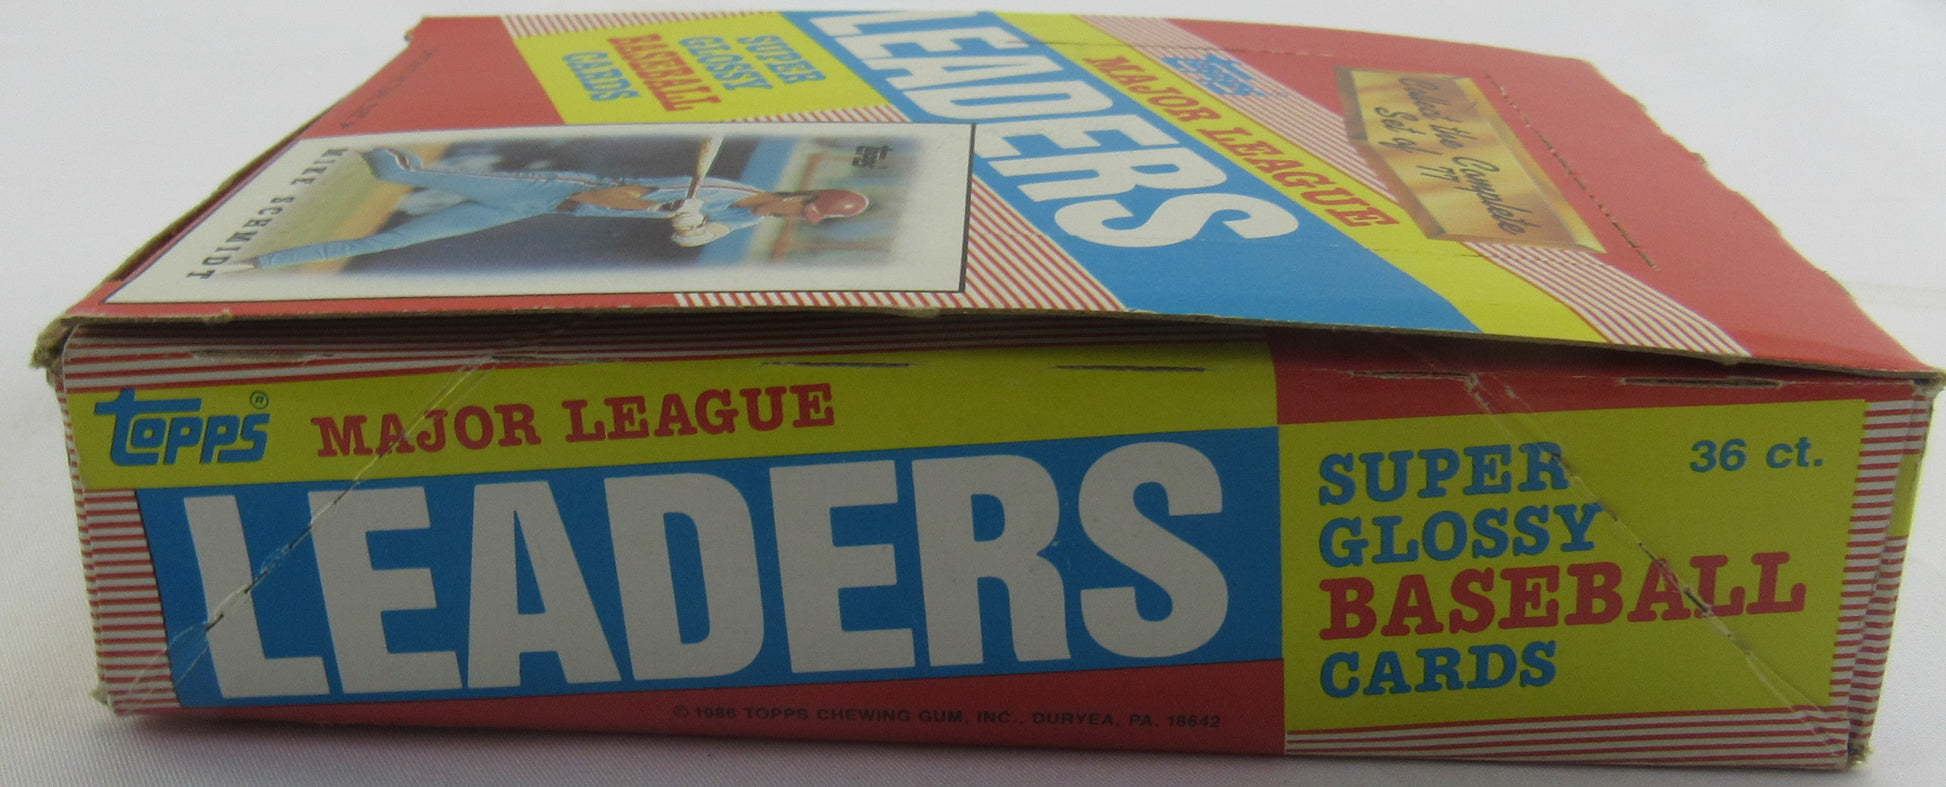 Collect the Complete
Set of 77
TOPPS
MAJOR LEAGUE
LEADERS
SUPER
GLOSSY
BASEBALL
CARDS
TOPPS
MIKE SCHMIDT
TOPPS®
MAJOR LEAGUE
LEADERS
SUPER
GLOSSY
BASEBALL
CARDS
36 ct.
© 1986 TOPPS CHEWING GUM, INC., DURYEA, PA. 18642